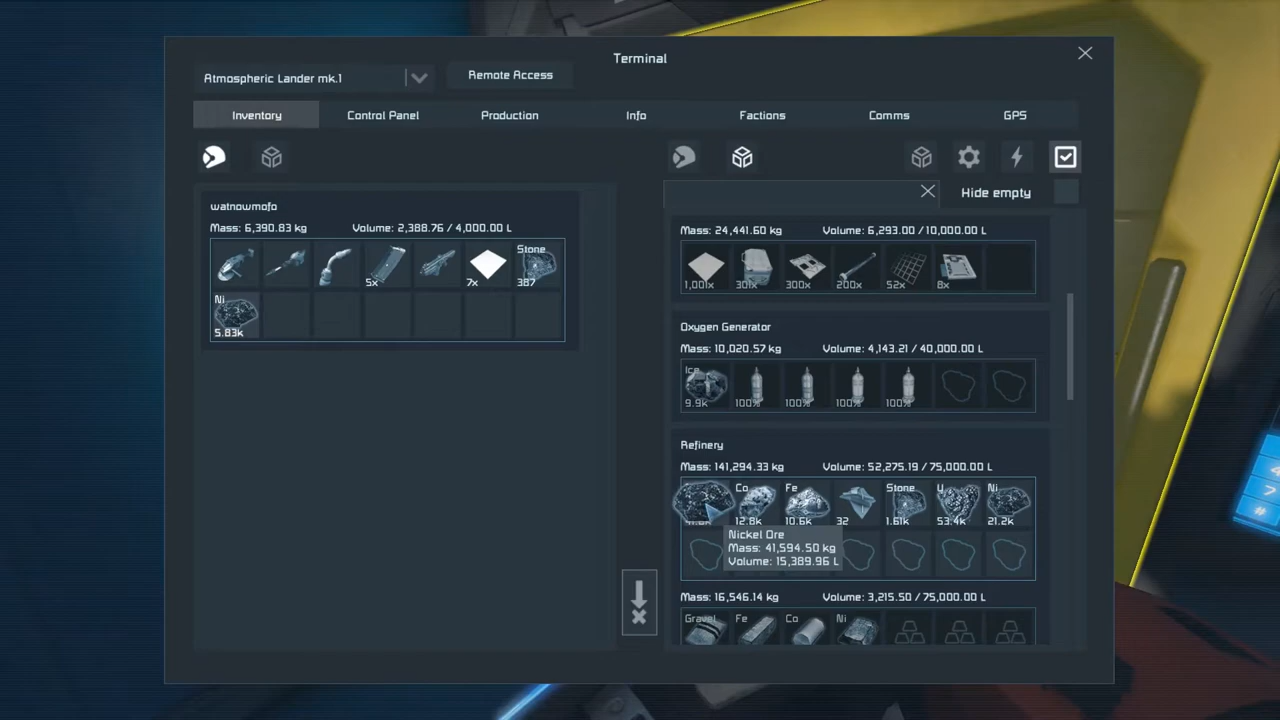 Terminal
Atmospheric Lander mk.1
Remote Access
Inventory Control Panel Production Info Factions Comms GPS
Hide empty
watnowmofo
Mass: 6,390.83 kg Volume: 2,388.76 / 4,000.00 L
5x 7x Stone 387
Ni 5.83k
Mass: 24,441.60 kg Volume: 6,293.00 / 10,000.00 L
1,001x 301x 300x 200x 52x 8x
Oxygen Generator
Mass: 10,020.57 kg Volume: 4,143.21 / 40,000.00 L
Ice
9.9k 100% 100% 100% 100%
Refinery
Mass: 141,294.33 kg Volume: 52,275.19 / 75,000.00 L
Co Fe Stone U Ni
12.8k 10.6k 32 1.61k 53.4k 21.2k
Nickel Ore
Mass: 41,594.50 kg
Volume: 15,389.96 L
Mass: 16,546.14 kg Volume: 3,215.50 / 75,000.00 L
Gravel Fe Co Ni
7
#